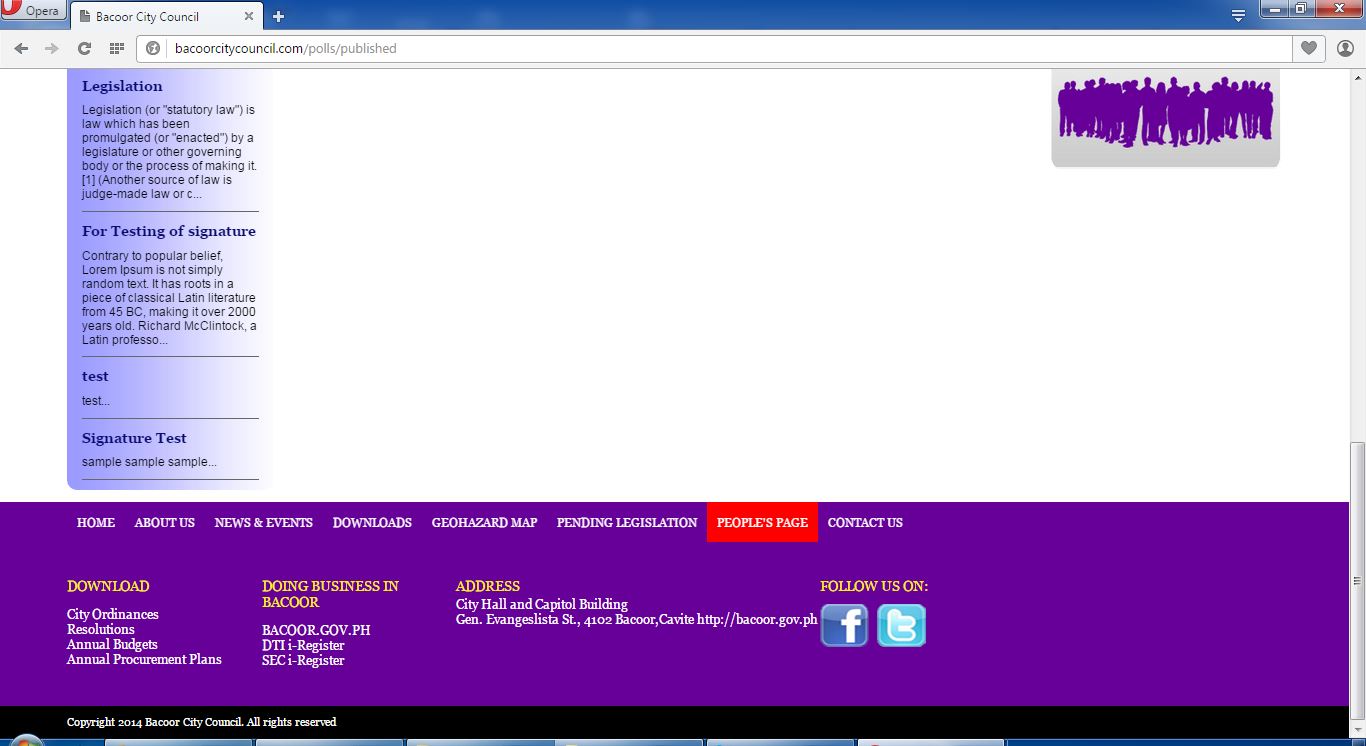 Opera
Bacoor City Council
bacoorcitycouncil.com/polls/published
Legislation
Legislation (or "statutory law") is
law which has been
promulgated (or "enacted") by a
legislature or other governing
body or the process of making it.
[1] (Another source of law is
judge-made law or c...
For Testing of signature
Contrary to popular belief,
Lorem Ipsum is not simply
random text. It has roots in a
piece of classical Latin literature
from 45 BC, making it over 2000
years old. Richard McClintock, a
Latin professo...
test
test...
Signature Test
sample sample sample...
HOME ABOUT US NEWS & EVENTS DOWNLOADS GEOHAZARD MAP PENDING LEGISLATION PEOPLE'S PAGE CONTACT US
DOWNLOAD
City Ordinances
Resolutions
Annual Budgets
Annual Procurement Plans
DOING BUSINESS IN
BACOOR
BACOOR.GOV.PH
DTI i-Register
SEC i-Register
ADDRESS
City Hall and Capitol Building
Gen. Evangeslista St., 4102 Bacoor,Cavite http://bacoor.gov.ph
FOLLOW US ON:
f t
Copyright 2014 Bacoor City Council. All rights reserved